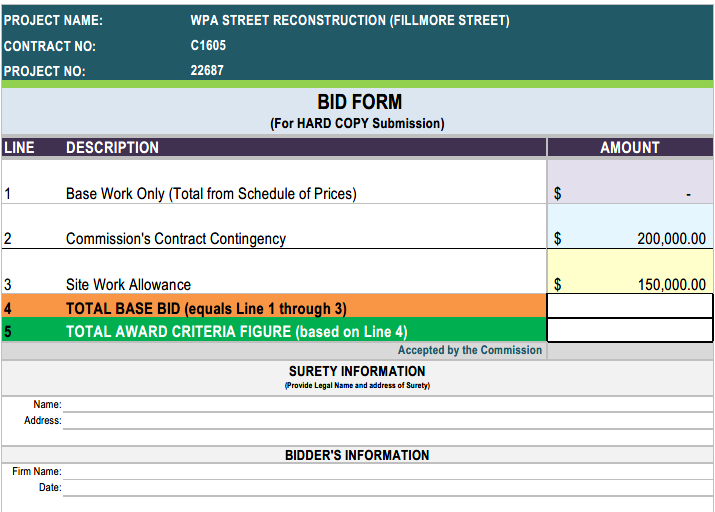 PROJECT NAME: WPA STREET RECONSTRUCTION (FILLMORE STREET)
CONTRACT NO: C1605
PROJECT NO: 22687
BID FORM
(For HARD COPY Submission)
LINE DESCRIPTION AMOUNT
1 Base Work Only (Total from Schedule of Prices) $ -
2 Commission's Contract Contingency $ 200,000.00
3 Site Work Allowance $ 150,000.00
4 TOTAL BASE BID (equals Line 1 through 3)
5 TOTAL AWARD CRITERIA FIGURE (based on Line 4)
Accepted by the Commission
SURETY INFORMATION
(Provide Legal Name and address of Surety)
Name:
Address:
BIDDER'S INFORMATION
Firm Name:
Date: